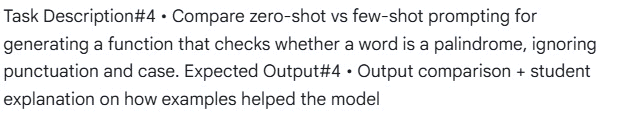 Task Description#4 • Compare zero-shot vs few-shot prompting for
generating a function that checks whether a word is a palindrome, ignoring
punctuation and case. Expected Output#4 • Output comparison + student
explanation on how examples helped the model